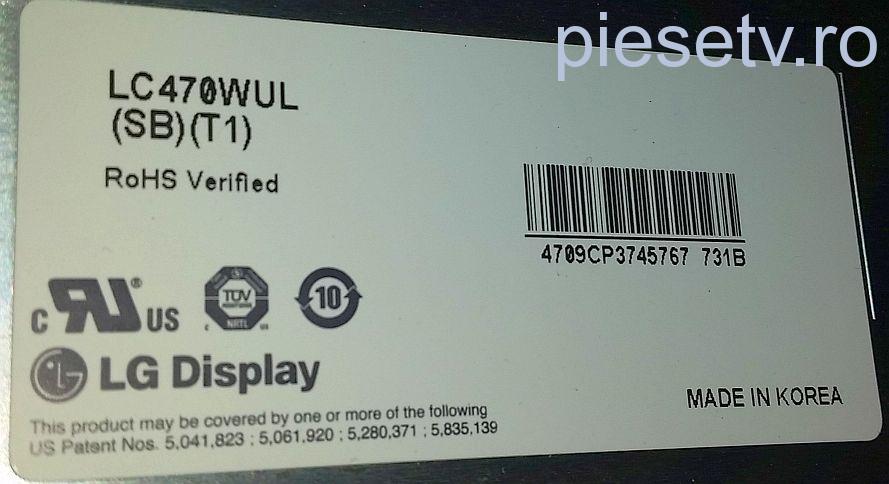 piesetv.ro
LC470WUL
(SB)(T1)
RoHS Verified
4709CP3745767 731B
c RU ® US
TÜV
NRTL
c us
10
LG Display
MADE IN KOREA
This product may be covered by one or more of the following
US Patent Nos. 5,041,823 ; 5,061,920 ; 5,280,371 ; 5,835,139